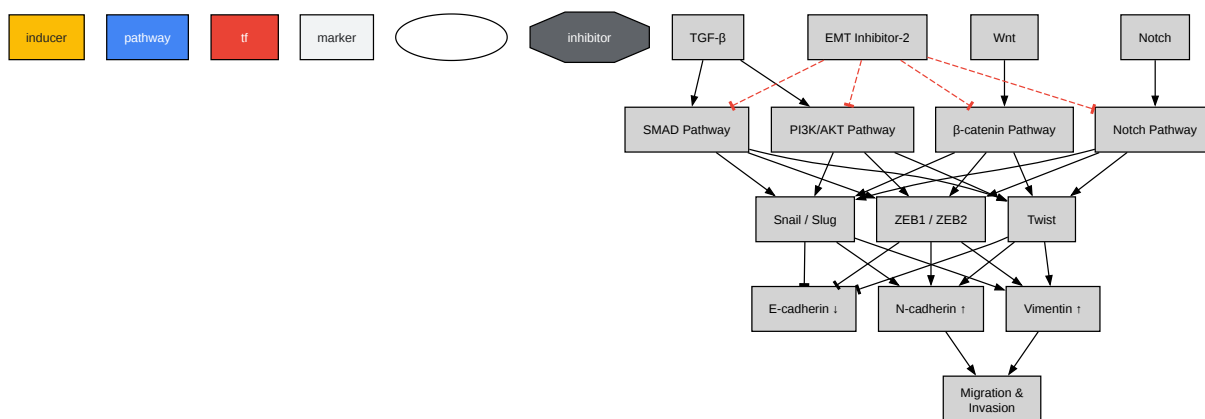 inducer
pathway
tf
marker
inhibitor
TGF-β
EMT Inhibitor-2
Wnt
Notch
SMAD Pathway
PI3K/AKT Pathway
β-catenin Pathway
Notch Pathway
Snail / Slug
ZEB1 / ZEB2
Twist
E-cadherin ↓
N-cadherin ↑
Vimentin ↑
Migration &
Invasion